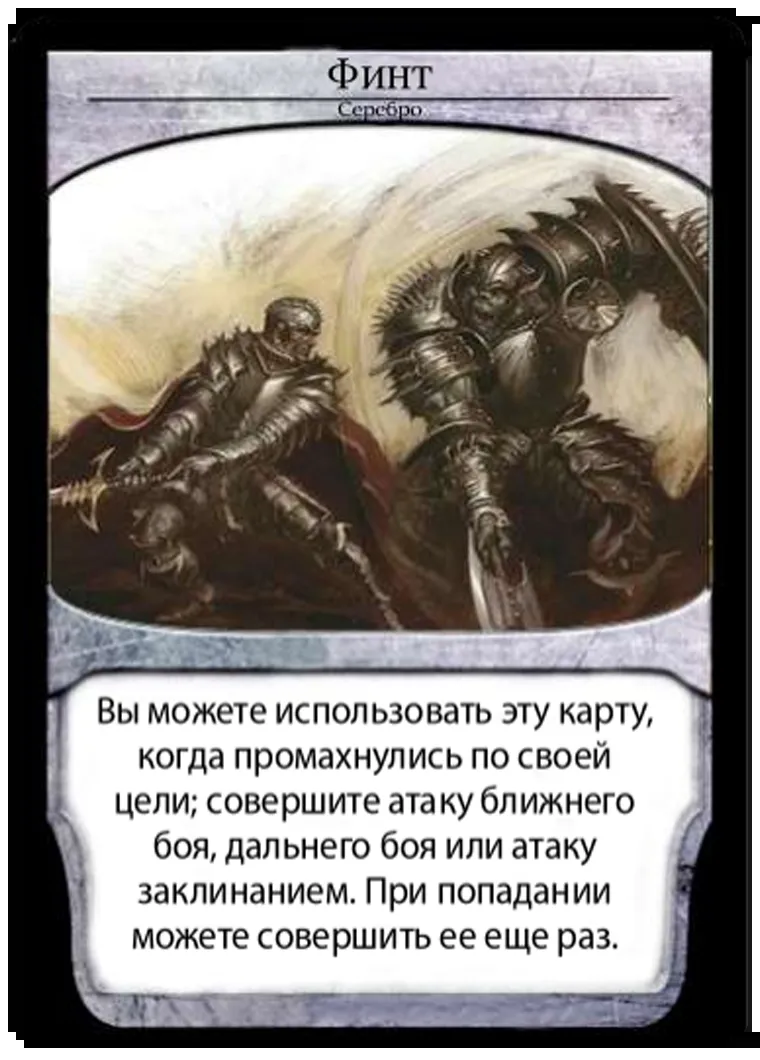 Финт
Серебро
Вы можете использовать эту карту,
когда промахнулись по своей
цели; совершите атаку ближнего
боя, дальнего боя или атаку
заклинанием. При попадании
можете совершить ее еще раз.